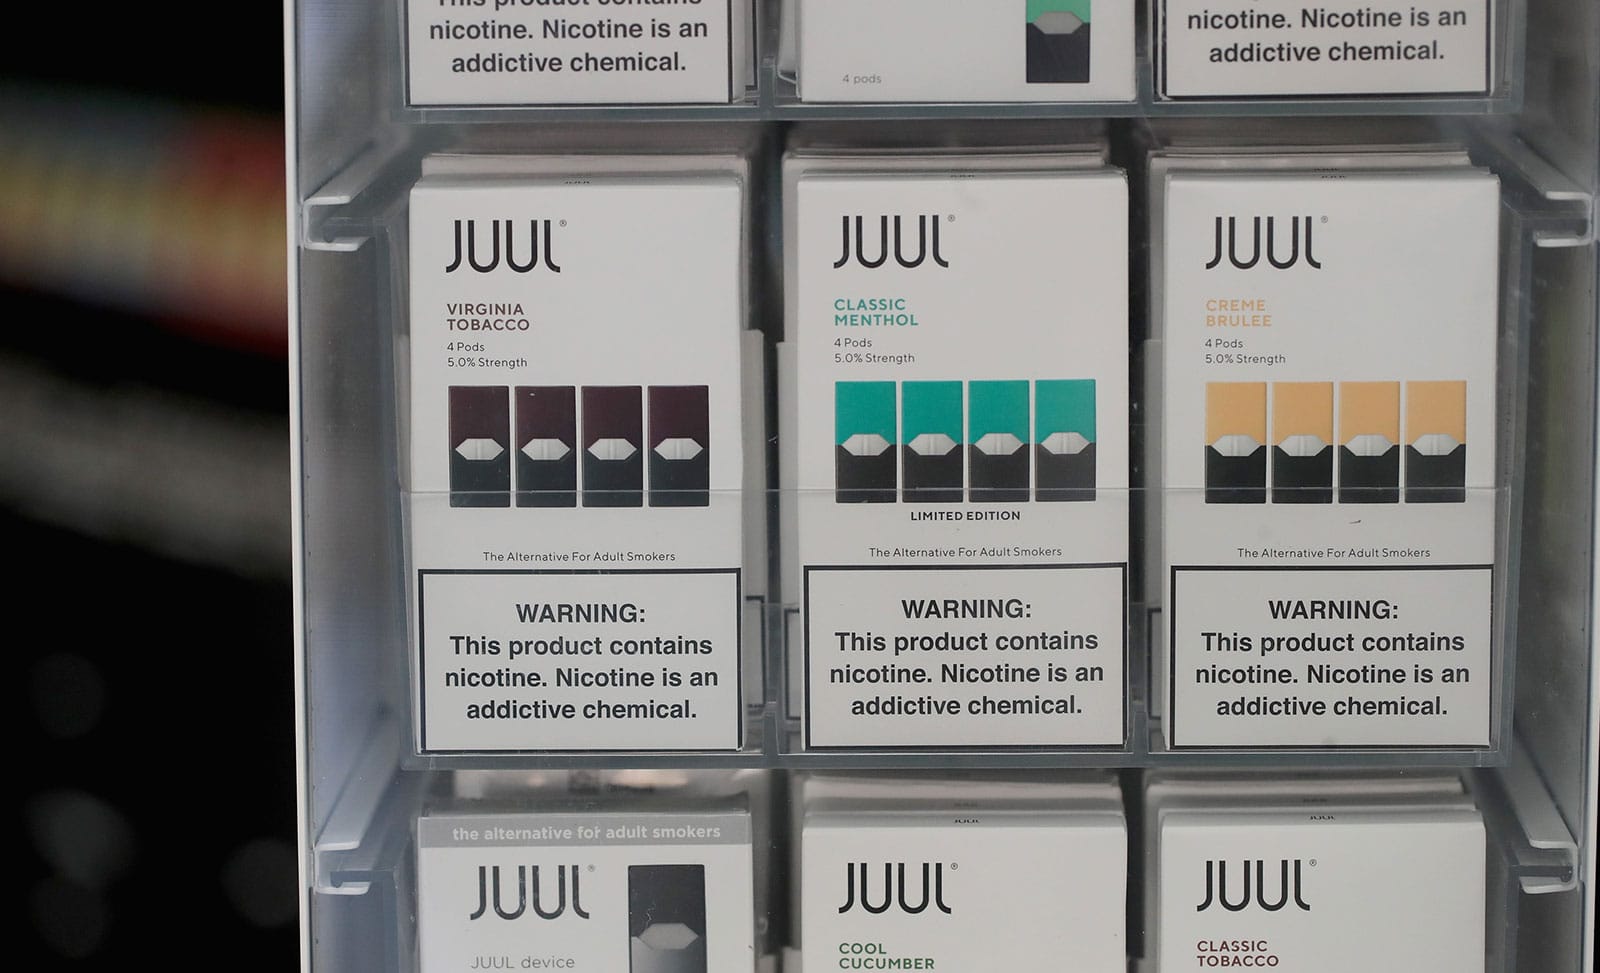 This product contains
nicotine. Nicotine is an
addictive chemical.
4 pods
nicotine. Nicotine is an
addictive chemical.
JUUL®
VIRGINIA
TOBACCO
4 Pods
5.0% Strength
The Alternative For Adult Smokers
WARNING:
This product contains
nicotine. Nicotine is an
addictive chemical.
JUUL®
CLASSIC
MENTHOL
4 Pods
5.0% Strength
LIMITED EDITION
The Alternative For Adult Smokers
WARNING:
This product contains
nicotine. Nicotine is an
addictive chemical.
JUUL®
CREME
BRULEE
4 Pods
5.0% Strength
The Alternative For Adult Smokers
WARNING:
This product contains
nicotine. Nicotine is an
addictive chemical.
the alternative for adult smokers
JUUL®
JUUL device
JUUL
JUUL®
COOL
CUCUMBER
JUUL
JUUL®
CLASSIC
TOBACCO